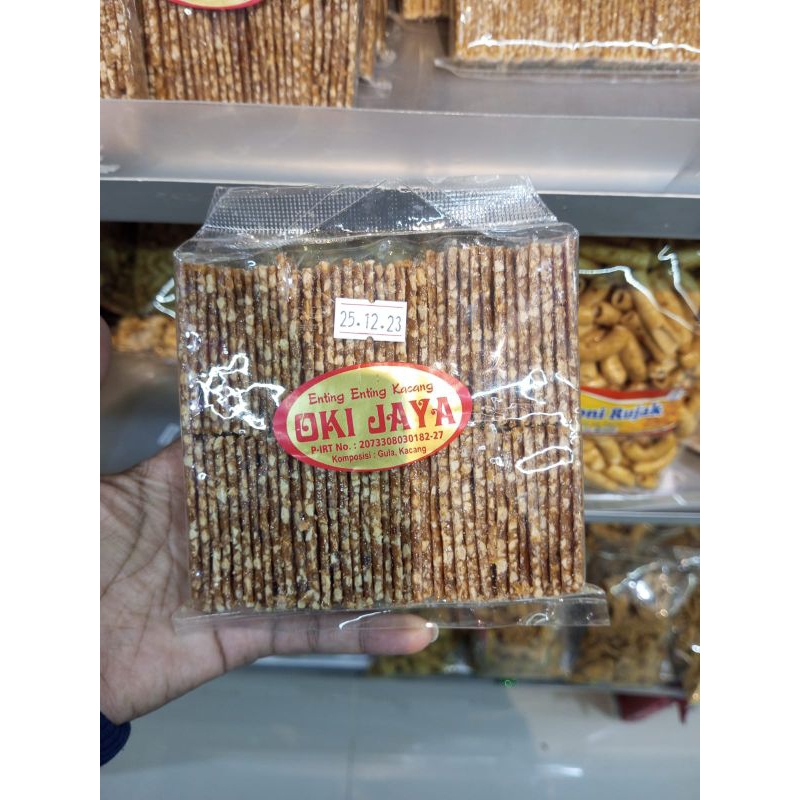 25.12.23
Enting Enting Kacang
OKI JAYA
P-IRT No. : 2073308030182-27
Komposisi : Gula, Kacang
oni Rujak